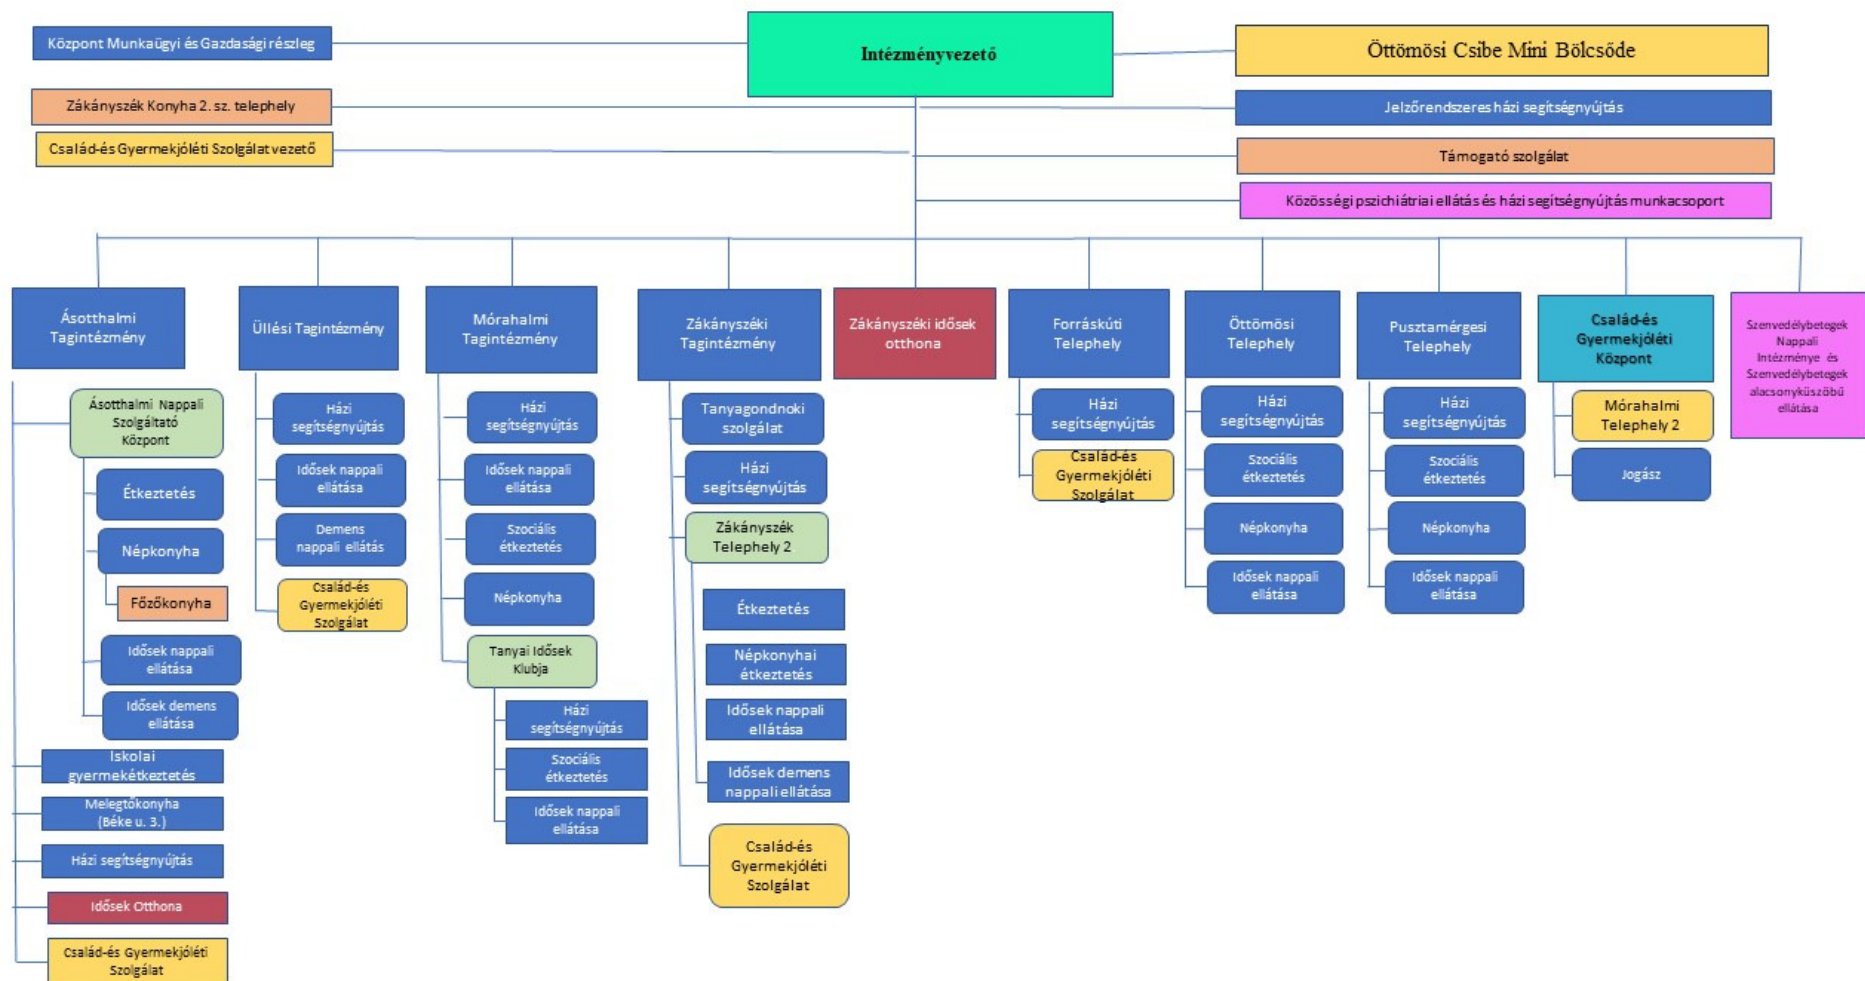 Központ Munkaügyi és Gazdasági részleg
Intézményvezető
Öttömösi Csibe Mini Bölcsőde
Zákányszék Konyha 2. sz. telephely
Jelzőrendszeres házi segítségnyújtás
Család-és Gyermekjóléti Szolgálat vezető
Támogató szolgálat
Közösségi pszichiátriai ellátás és házi segítségnyújtás munkacsoport
Ásotthalmi
Tagintézmény
Ásotthalmi Nappali
Szolgáltató
Központ
Étkeztetés
Népkonyha
Főzőkonyha
Idősek nappali
ellátása
Idősek demens
ellátása
Iskolai
gyermekétkeztetés
Melegtőkonyha
(Béke u. 3.)
Házi segítségnyújtás
Idősek Otthona
Család-és Gyermekjóléti
Szolgálat
Üllési Tagintézmény
Házi
segítségnyújtás
Idősek nappali
ellátása
Demens
nappali ellátás
Család-és
Gyermekjóléti
Szolgálat
Mórahalmi
Tagintézmény
Házi
segítségnyújtás
Idősek nappali
ellátása
Szociális
étkeztetés
Népkonyha
Tanyai Idősek
Klubja
Házi
segítségnyújtás
Szociális
étkeztetés
Idősek nappali
ellátása
Zákányszéki
Tagintézmény
Tanyagondnoki
szolgálat
Házi
segítségnyújtás
Zákányszék
Telephely 2
Étkeztetés
Népkonyhai
étkeztetés
Idősek nappali
ellátása
Idősek demens
nappali ellátása
Család-és
Gyermekjóléti
Szolgálat
Zákányszéki idősek
otthona
Forráskúti
Telephely
Házi
segítségnyújtás
Család-és
Gyermekjóléti
Szolgálat
Öttömösi
Telephely
Házi
segítségnyújtás
Szociális
étkeztetés
Népkonyha
Idősek nappali
ellátása
Pusztamérgesi
Telephely
Házi
segítségnyújtás
Szociális
étkeztetés
Népkonyha
Idősek nappali
ellátása
Család-és
Gyermekjóléti
Központ
Mórahalmi
Telephely 2
Jogász
Szenvedélybetegek
Nappali
Intézménye és
Szenvedélybetegek
alacsonyküszöbű
ellátása